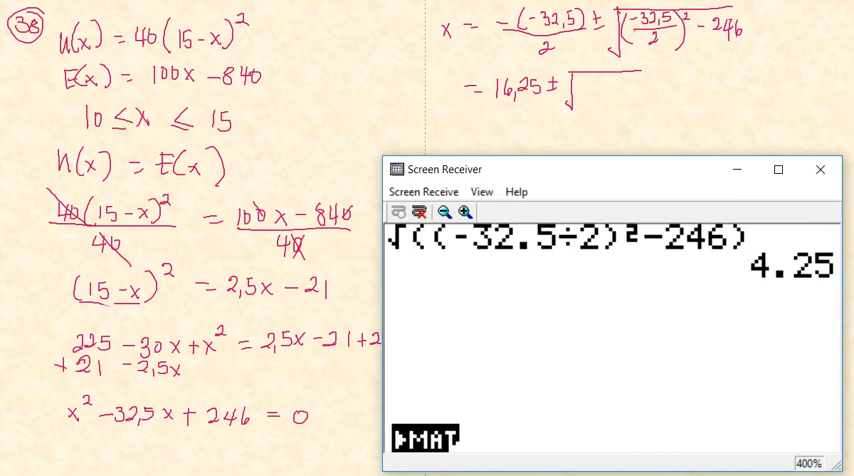 38
u(x) = 40(15 - x)²
E(x) = 100x - 840
10 ≤ x ≤ 15
u(x) = E(x)
40(15 - x)² / 40 = 100x - 840 / 40
(15 - x)² = 2,5x - 21
225 - 30x + x² = 2,5x - 21 + 2
+ 21 - 2,5x
x² - 32,5x + 246 = 0
x = -(-32,5)/2 ± √((-32,5/2)² - 246)
= 16,25 ± √
Screen Receiver
Screen Receive View Help
√((-32.5÷2)²-246)
4.25
▶MAT
400%